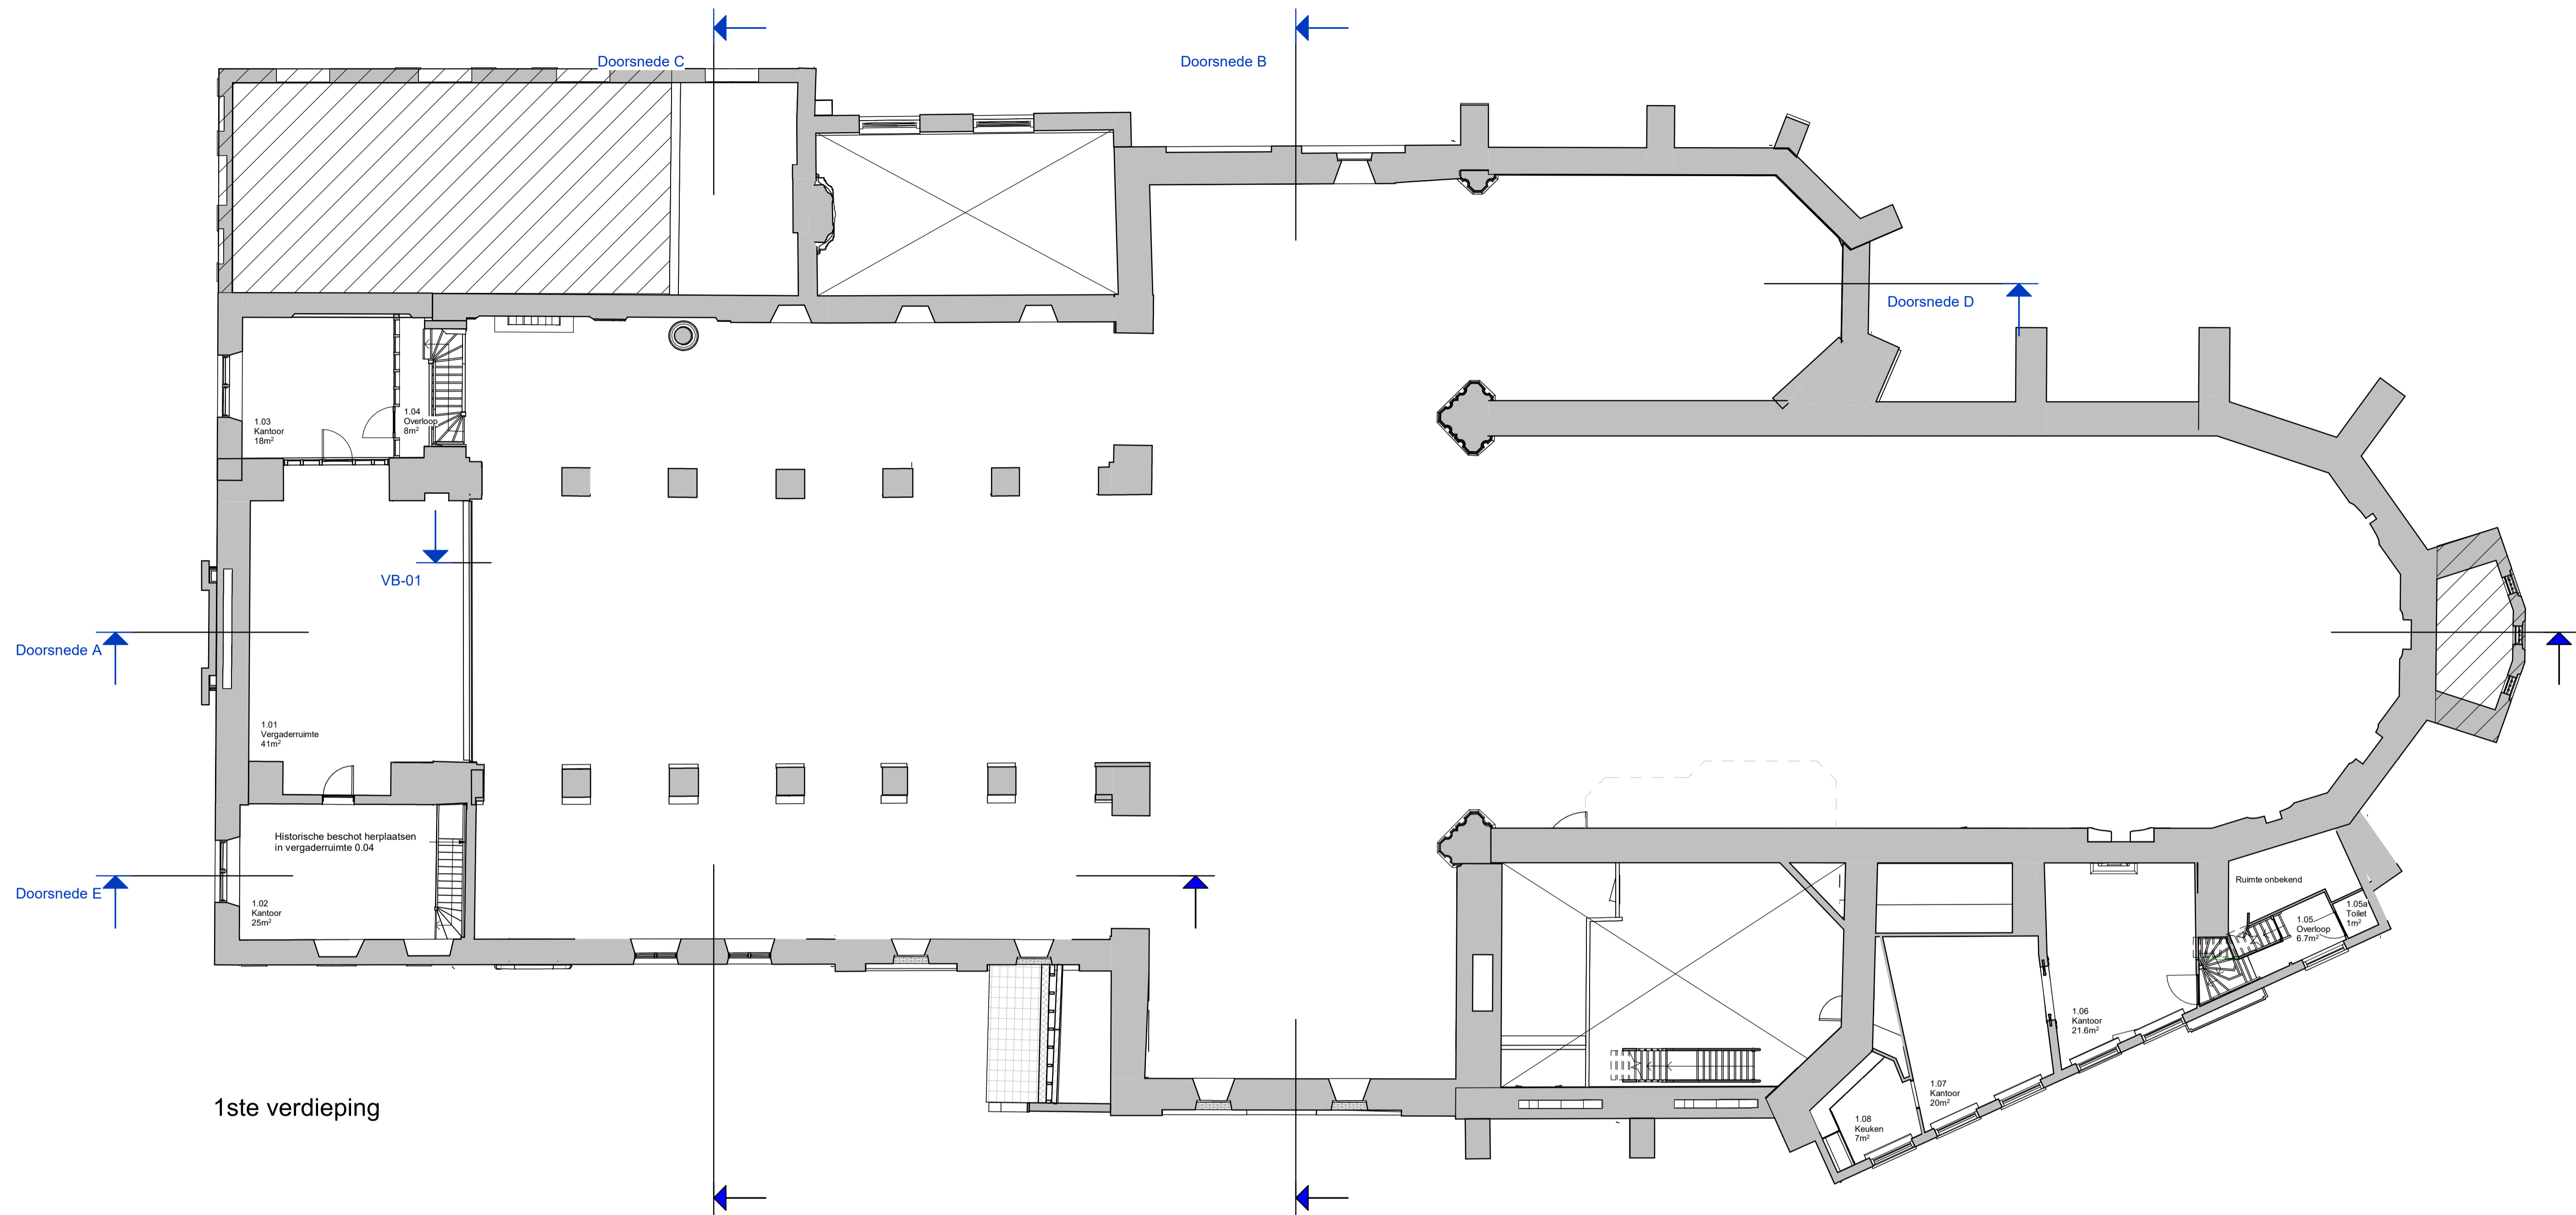 Doorsnede C
Doorsnede B
Doorsnede D
1.03
Kantoor
18m²
1.04
Overloop
8m²
VB-01
Doorsnede A
1.01
Vergaderruimte
41m²
Historische beschot herplaatsen
in vergaderruimte 0.04
Doorsnede E
1.02
Kantoor
25m²
Ruimte onbekend
1.05a
Toilet
1m²
1.05
Overloop
6.7m²
1.06
Kantoor
21.6m²
1.07
Kantoor
20m²
1.08
Keuken
7m²
1ste verdieping